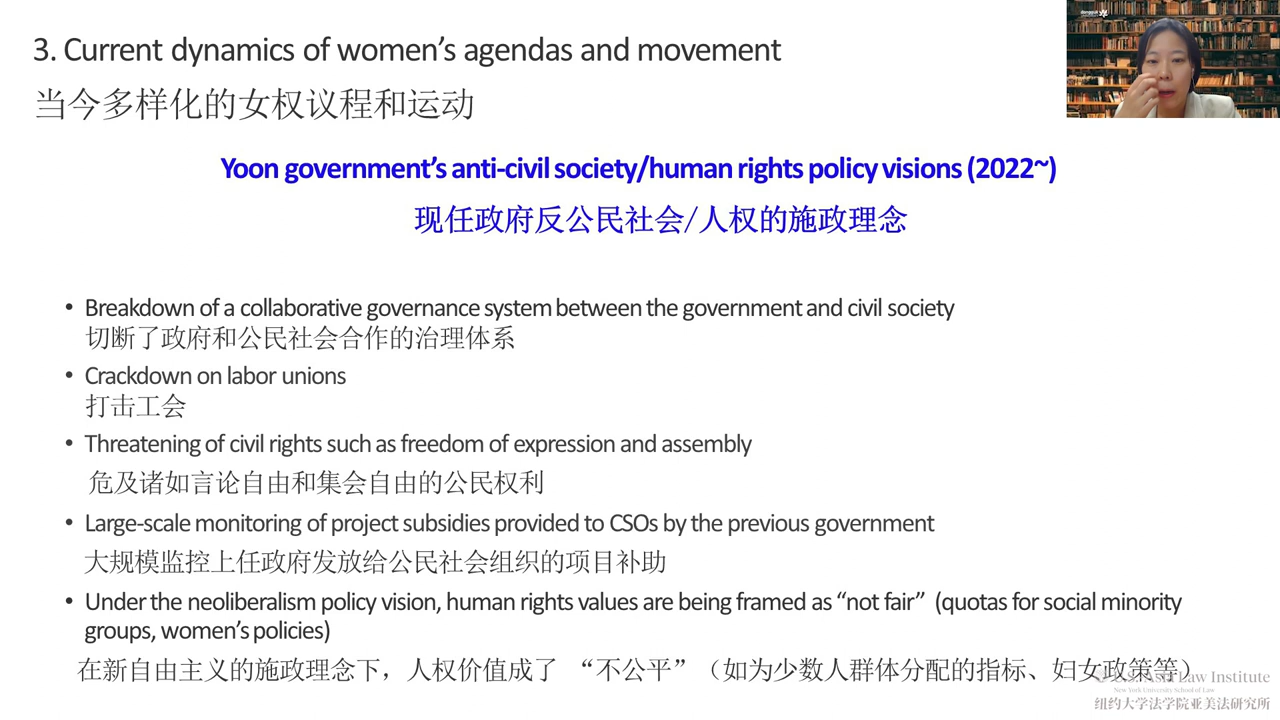 3. Current dynamics of women’s agendas and movement
当今多样化的女权议程和运动
Yoon government’s anti-civil society/human rights policy visions (2022~)
现任政府反公民社会/人权的施政理念
• Breakdown of a collaborative governance system between the government and civil society
切断了政府和公民社会合作的治理体系
• Crackdown on labor unions
打击工会
• Threatening of civil rights such as freedom of expression and assembly
危及诸如言论自由和集会自由的公民权利
• Large-scale monitoring of project subsidies provided to CSOs by the previous government
大规模监控上任政府发放给公民社会组织的项目补助
• Under the neoliberalism policy vision, human rights values are being framed as “not fair” (quotas for social minority
groups, women’s policies)
在新自由主义的施政理念下，人权价值成了 “不公平”（如为少数人群体分配的指标、妇女政策等）
U.S. Asia Law Institute
New York University School of Law
纽约大学法学院亚美法研究所